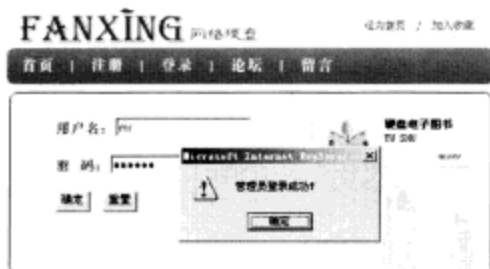 FANXING 网络硬盘
设为首页 / 加入收藏
首页 | 注册 | 登录 | 论坛 | 留言
用户名:
硬盘电子图书
密 码: ******
Microsoft Internet Explorer
管理员登录成功!
确定 重置
确定